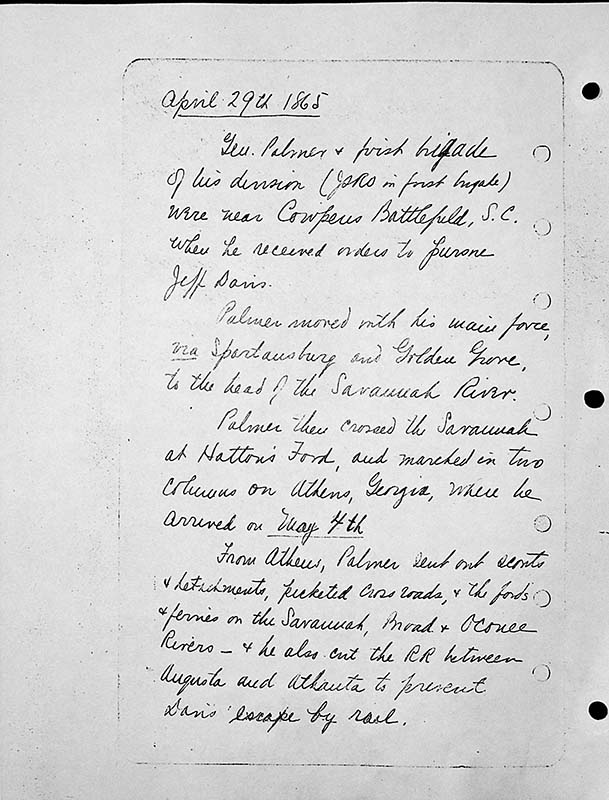 April 29th 1865
Gen. Palmer & first brigade
of his division (JSRO in first brigade)
were near Cowpens Battlefield, S.C.
when he received orders to pursue
Jeff Davis.
Palmer moved with his main force,
via Spartansburg and Golden Grove,
to the head of the Savannah River.
Palmer then crossed the Savannah
at Hatton's Ford, and marched in two
columns on Athens, Georgia, where he
arrived on May 4th
From Athens, Palmer sent out scouts
& detachments, picketed cross roads, & the fords
& ferries on the Savannah, Broad & Oconee
Rivers – & he also cut the RR between
Augusta and Atlanta to prevent
Davis' escape by rail.